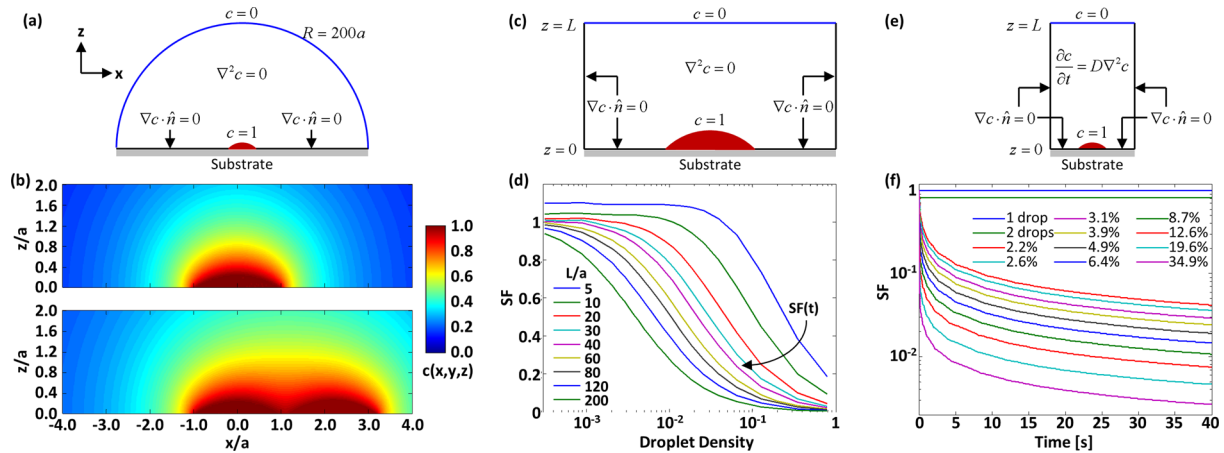 (a)
c = 0
R = 200a
z
x
∇²c = 0
∇c · n̂ = 0
∇c · n̂ = 0
c = 1
Substrate
(b)
2.0
1.6
1.2
0.8
0.4
0.0
z/a
2.0
1.6
1.2
0.8
0.4
0.0
z/a
-4.0 -3.0 -2.0 -1.0 0.0 1.0 2.0 3.0 4.0
x/a
1.0
0.8
0.6
0.4
0.2
0.0
c(x,y,z)
(c)
c = 0
z = L
∇²c = 0
∇c · n̂ = 0
∇c · n̂ = 0
c = 1
z = 0
Substrate
(d)
1
0.8
0.6
0.4
0.2
0
SF
L/a
5
10
20
30
40
60
80
120
200
SF(t)
10⁻³ 10⁻² 10⁻¹ 1
Droplet Density
(e)
c = 0
z = L
∂c/∂t = D∇²c
∇c · n̂ = 0
∇c · n̂ = 0
c = 1
z = 0
Substrate
(f)
1
10⁻¹
10⁻²
SF
1 drop 3.1% 8.7%
2 drops 3.9% 12.6%
2.2% 4.9% 19.6%
2.6% 6.4% 34.9%
0 5 10 15 20 25 30 35 40
Time [s]